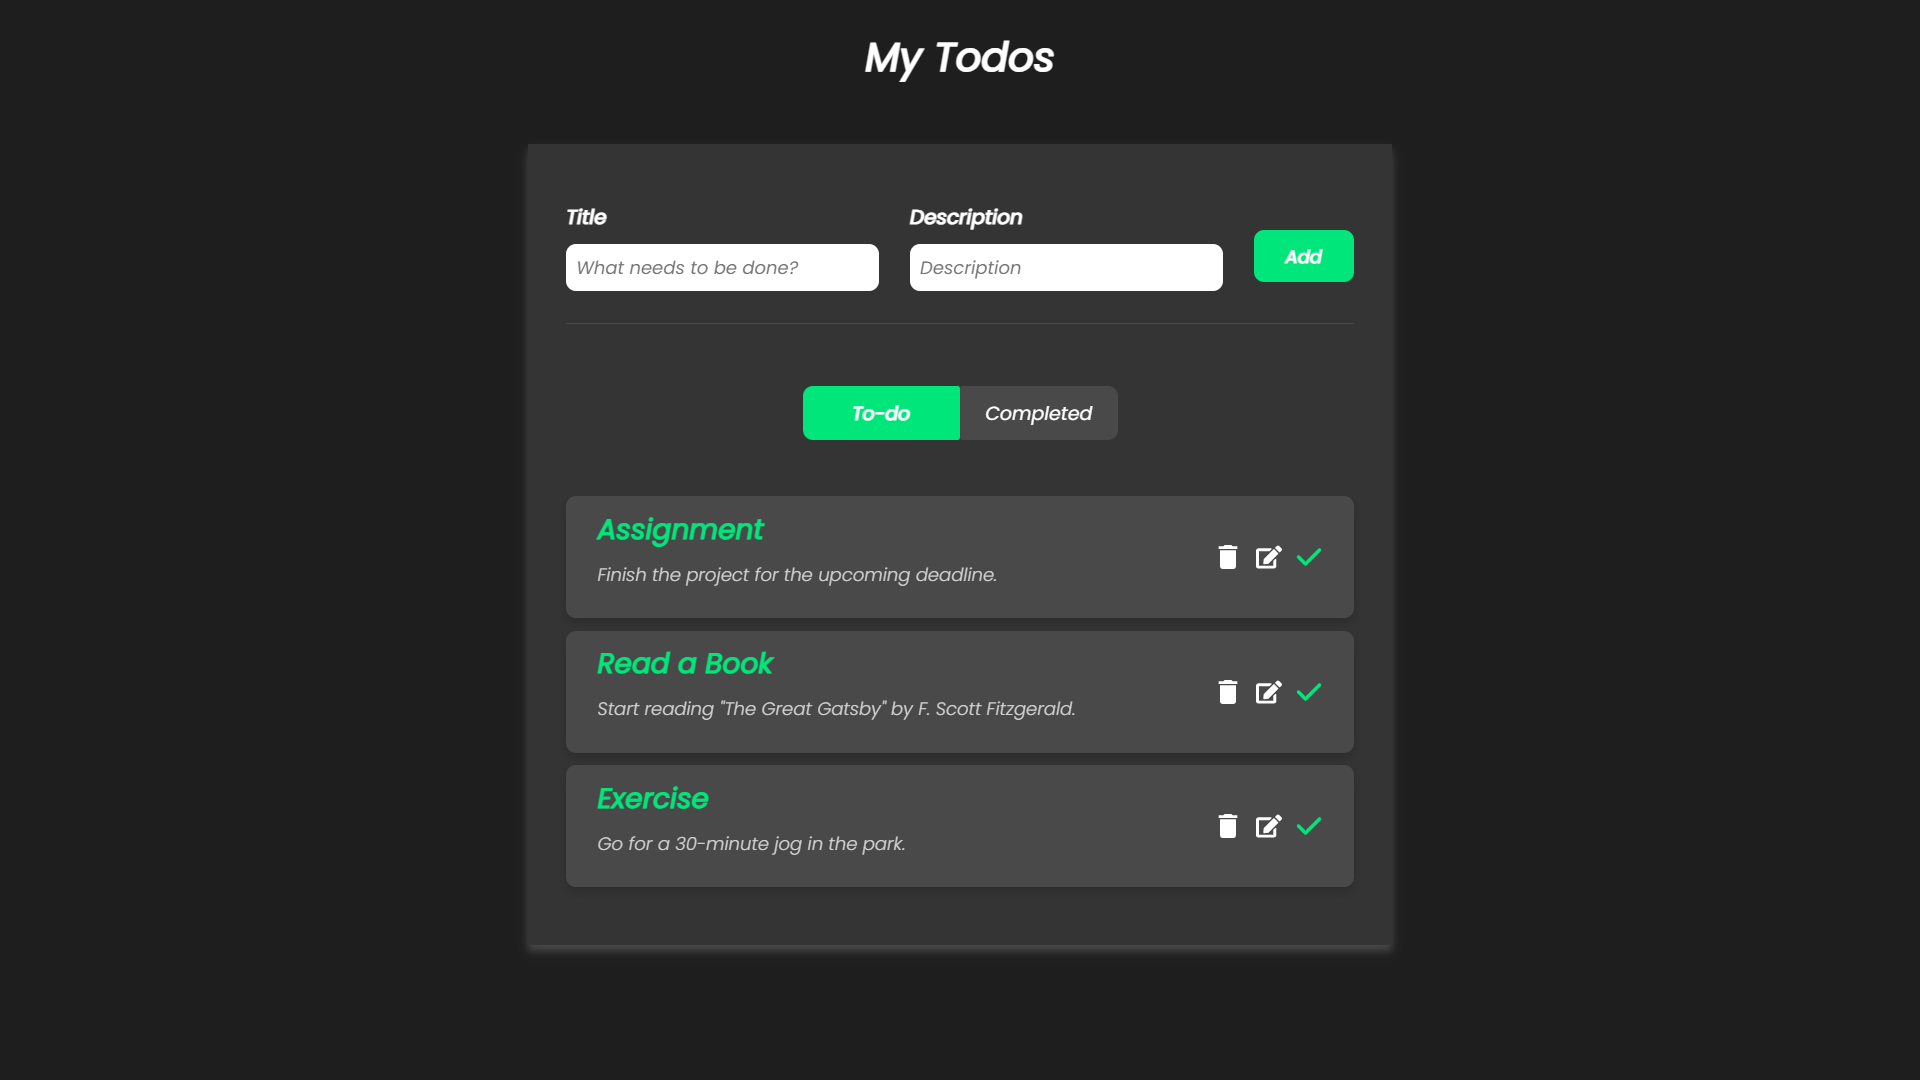 My Todos
Title
Description
What needs to be done?
Description
Add
To-do
Completed
Assignment
Finish the project for the upcoming deadline.
Read a Book
Start reading "The Great Gatsby" by F. Scott Fitzgerald.
Exercise
Go for a 30-minute jog in the park.